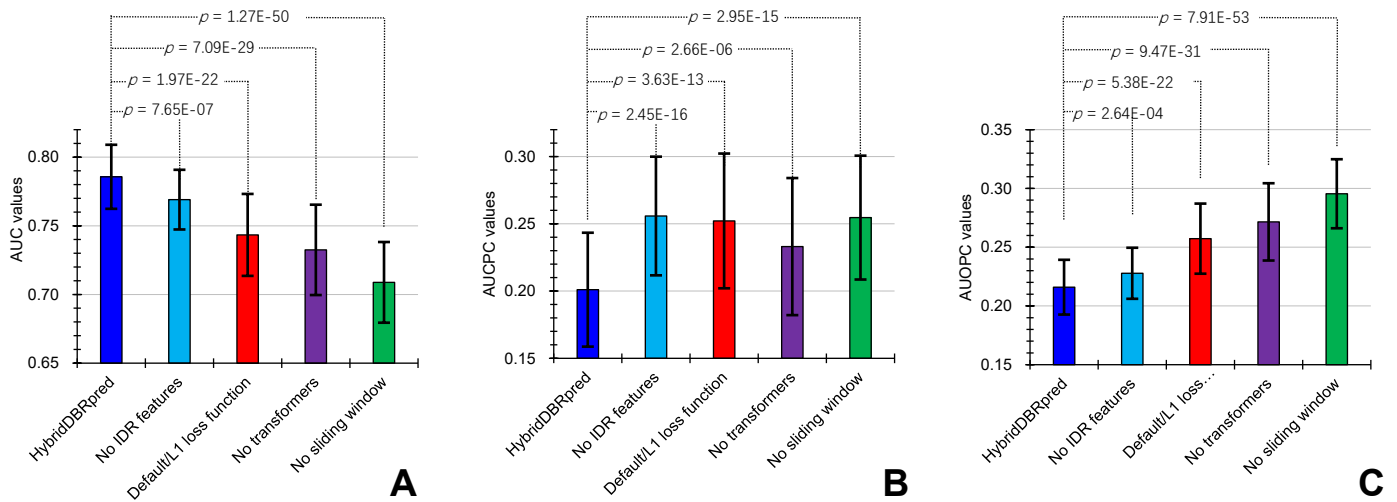 p = 1.27E-50
p = 7.09E-29
p = 1.97E-22
p = 7.65E-07
AUC values
0.80
0.75
0.70
0.65
HybridDBRpred
No IDR features
Default/L1 loss function
No transformers
No sliding window
A
p = 2.95E-15
p = 2.66E-06
p = 3.63E-13
p = 2.45E-16
AUCPC values
0.30
0.25
0.20
0.15
HybridDBRpred
No IDR features
Default/L1 loss function
No transformers
No sliding window
B
p = 7.91E-53
p = 9.47E-31
p = 5.38E-22
p = 2.64E-04
AUOPC values
0.35
0.30
0.25
0.20
0.15
HybridDBRpred
No IDR features
Default/L1 loss...
No transformers
No sliding window
C